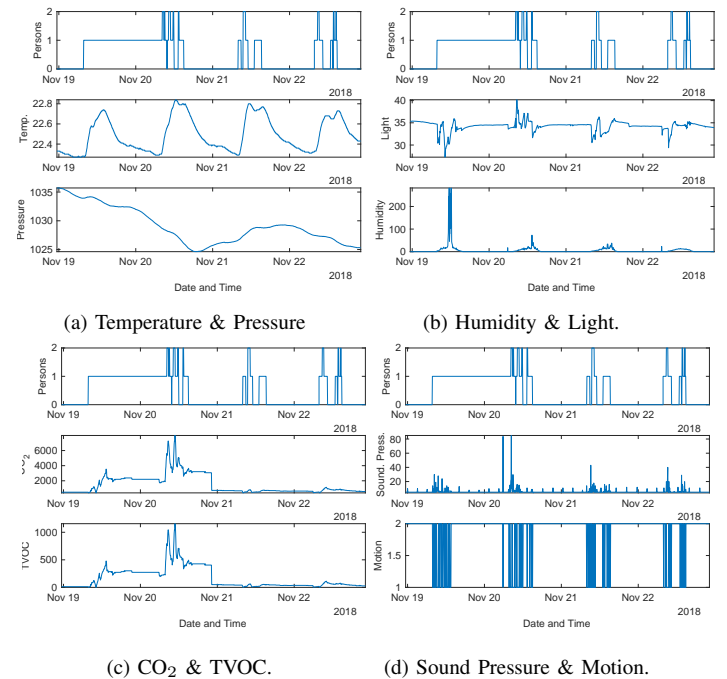 2
1
0
Persons
Nov 19 Nov 20 Nov 21 Nov 22
2018
22.8
22.4
Temp.
Nov 19 Nov 20 Nov 21 Nov 22
2018
1035
1030
1025
Pressure
Nov 19 Nov 20 Nov 21 Nov 22
Date and Time 2018
(a) Temperature & Pressure
2
1
0
Persons
Nov 19 Nov 20 Nov 21 Nov 22
2018
40
35
30
Light
Nov 19 Nov 20 Nov 21 Nov 22
2018
200
100
0
Humidity
Nov 19 Nov 20 Nov 21 Nov 22
Date and Time 2018
(b) Humidity & Light.
2
1
0
Persons
Nov 19 Nov 20 Nov 21 Nov 22
2018
6000
4000
2000
CO2
Nov 19 Nov 20 Nov 21 Nov 22
2018
1000
500
0
TVOC
Nov 19 Nov 20 Nov 21 Nov 22
2018
Date and Time
(c) CO₂ & TVOC.
2
1
0
Persons
Nov 19 Nov 20 Nov 21 Nov 22
2018
80
60
40
20
Sound. Press.
Nov 19 Nov 20 Nov 21 Nov 22
2018
2
1.5
1
Motion
Nov 19 Nov 20 Nov 21 Nov 22
2018
Date and Time
(d) Sound Pressure & Motion.